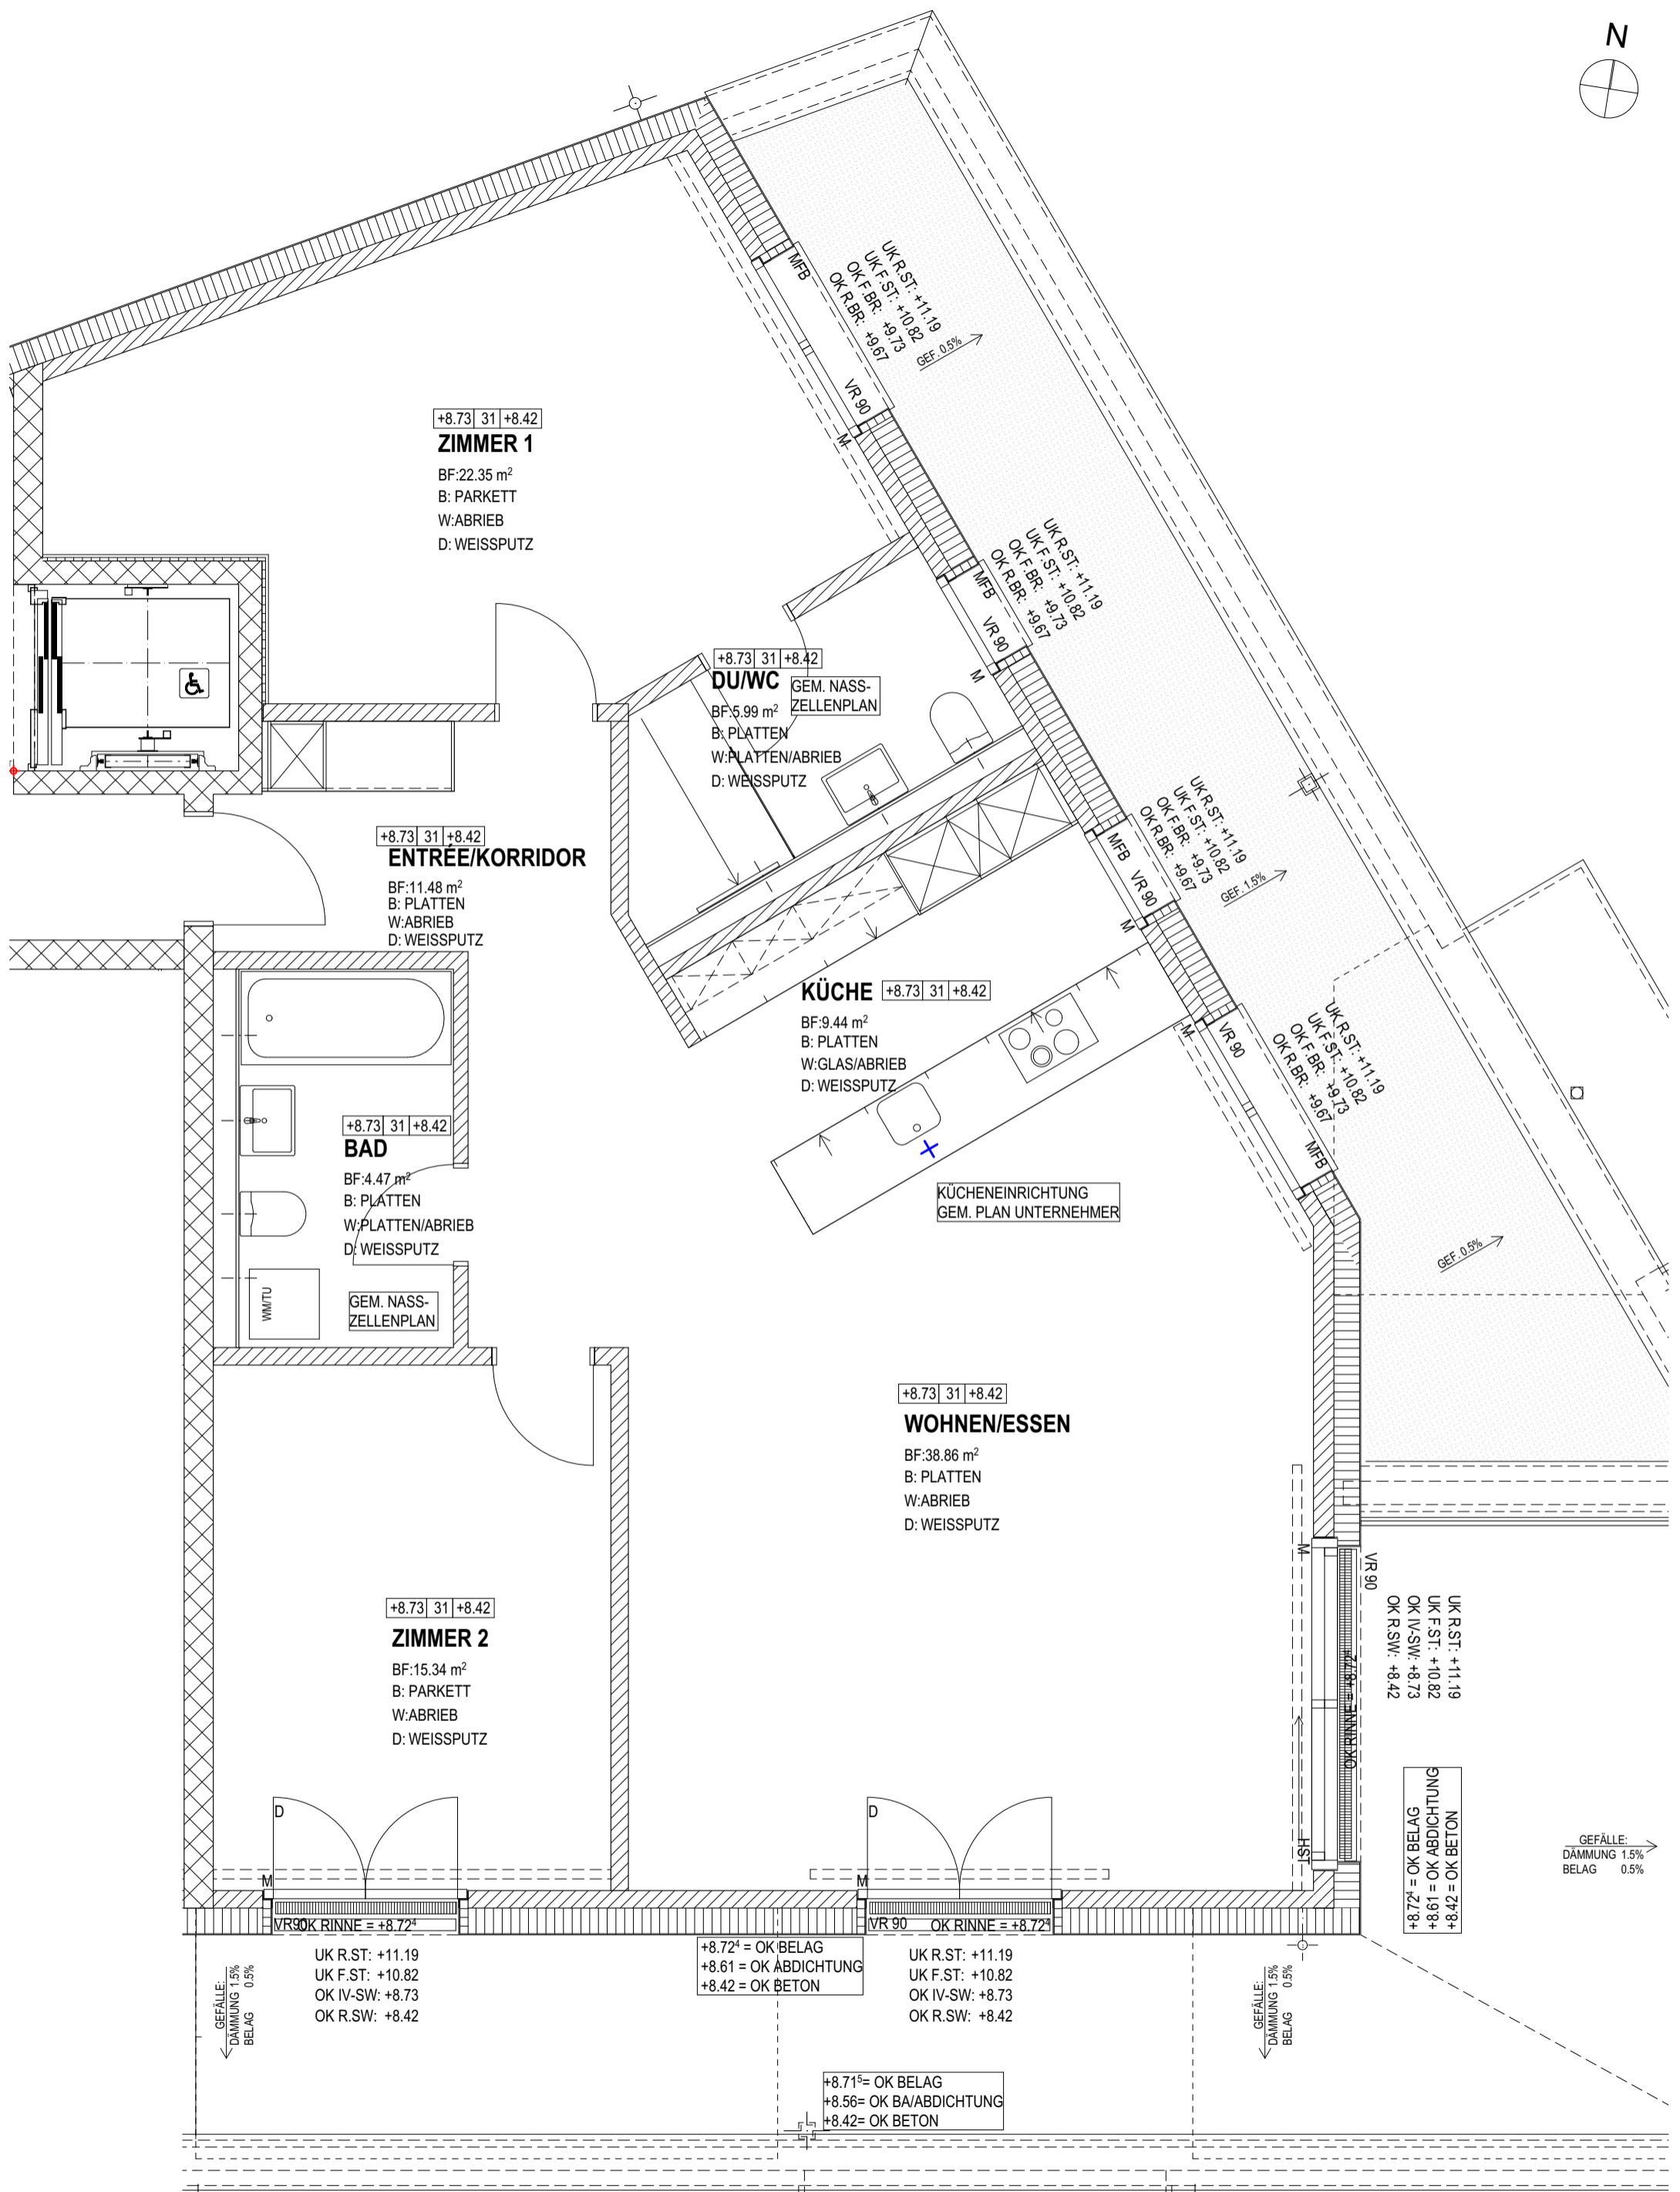 N
UK R.ST: +11.19
UK F.ST: +10.82
OK F.BR: +9.73
OK R.BR: +9.67
GEF. 0.5%
MFB
VR 90
M
+8.73 31 +8.42
ZIMMER 1
BF:22.35 m²
B: PARKETT
W:ABRIEB
D: WEISSPUTZ
UK R.ST: +11.19
UK F.ST: +10.82
OK F.BR: +9.73
OK R.BR: +9.67
MFB
VR 90
M
+8.73 31 +8.42
DU/WC
GEM. NASS-
ZELLENPLAN
BF:5.99 m²
B: PLATTEN
W:PLATTEN/ABRIEB
D: WEISSPUTZ
UK R.ST: +11.19
UK F.ST: +10.82
OK F.BR: +9.73
OK R.BR: +9.67
GEF. 1.5%
MFB
VR 90
M
+8.73 31 +8.42
ENTRÉE/KORRIDOR
BF:11.48 m²
B: PLATTEN
W:ABRIEB
D: WEISSPUTZ
KÜCHE +8.73 31 +8.42
BF:9.44 m²
B: PLATTEN
W:GLAS/ABRIEB
D: WEISSPUTZ
UK R.ST: +11.19
UK F.ST: +10.82
OK F.BR: +9.73
OK R.BR: +9.67
M
VR 90
MFB
GEF. 0.5%
+8.73 31 +8.42
BAD
BF:4.47 m²
B: PLATTEN
W:PLATTEN/ABRIEB
D: WEISSPUTZ
WM/TU
GEM. NASS-
ZELLENPLAN
KÜCHENEINRICHTUNG
GEM. PLAN UNTERNEHMER
+8.73 31 +8.42
WOHNEN/ESSEN
BF:38.86 m²
B: PLATTEN
W:ABRIEB
D: WEISSPUTZ
+8.73 31 +8.42
ZIMMER 2
BF:15.34 m²
B: PARKETT
W:ABRIEB
D: WEISSPUTZ
M
VR 90
OK RINNE = +8.72⁴
HST
UK R.ST: +11.19
UK F.ST: +10.82
OK IV-SW: +8.73
OK R.SW: +8.42
+8.72⁴ = OK BELAG
+8.61 = OK ABDICHTUNG
+8.42 = OK BETON
GEFÄLLE:
DÄMMUNG 1.5%
BELAG 0.5%
D
M
VR90
OK RINNE = +8.72⁴
D
M
VR 90
OK RINNE = +8.72⁴
GEFÄLLE:
DÄMMUNG 1.5%
BELAG 0.5%
UK R.ST: +11.19
UK F.ST: +10.82
OK IV-SW: +8.73
OK R.SW: +8.42
+8.72⁴ = OK BELAG
+8.61 = OK ABDICHTUNG
+8.42 = OK BETON
UK R.ST: +11.19
UK F.ST: +10.82
OK IV-SW: +8.73
OK R.SW: +8.42
GEFÄLLE:
DÄMMUNG 1.5%
BELAG 0.5%
+8.71⁵= OK BELAG
+8.56= OK BA/ABDICHTUNG
+8.42= OK BETON